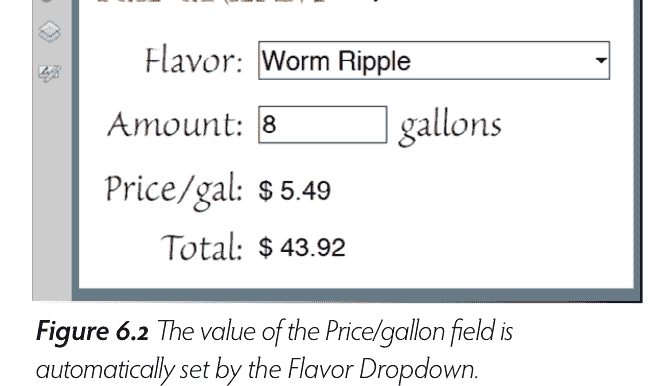 Flavor: Worm Ripple
Amount: 8 gallons
Price/gal: $ 5.49
Total: $ 43.92
Figure 6.2 The value of the Price/gallon field is
automatically set by the Flavor Dropdown.